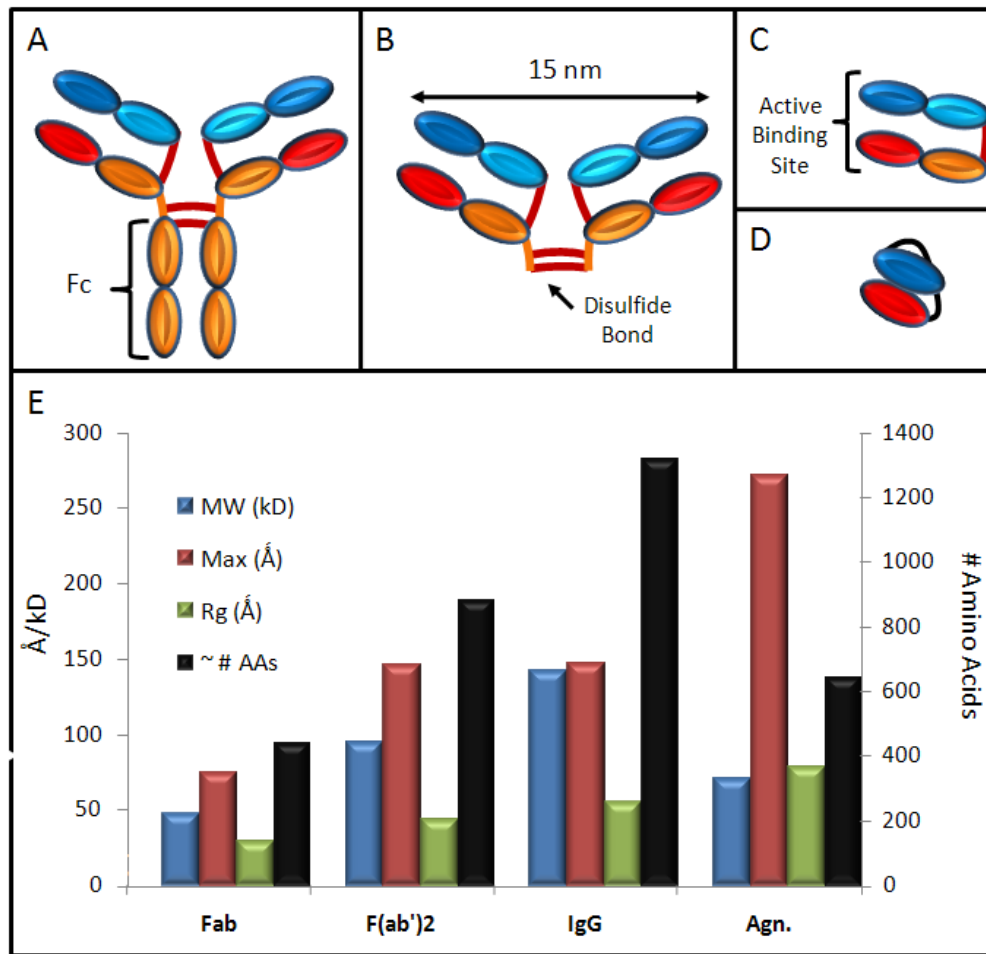 A
Fc
B
15 nm
Disulfide
Bond
C
Active
Binding
Site
D
E
300
250
200
150
100
50
0
Å/kD
MW (kD)
Max (Ǻ)
Rg (Ǻ)
~ # AAs
1400
1200
1000
800
600
400
200
0
# Amino Acids
Fab
F(ab')2
IgG
Agn.